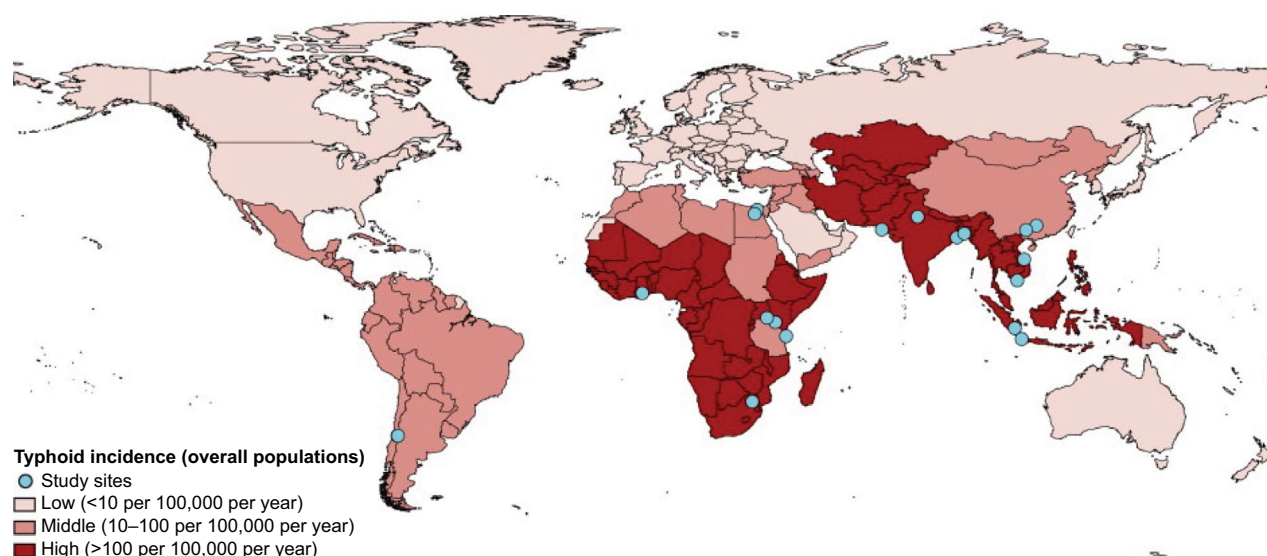 Typhoid incidence (overall populations)
Study sites
Low (<10 per 100,000 per year)
Middle (10–100 per 100,000 per year)
High (>100 per 100,000 per year)